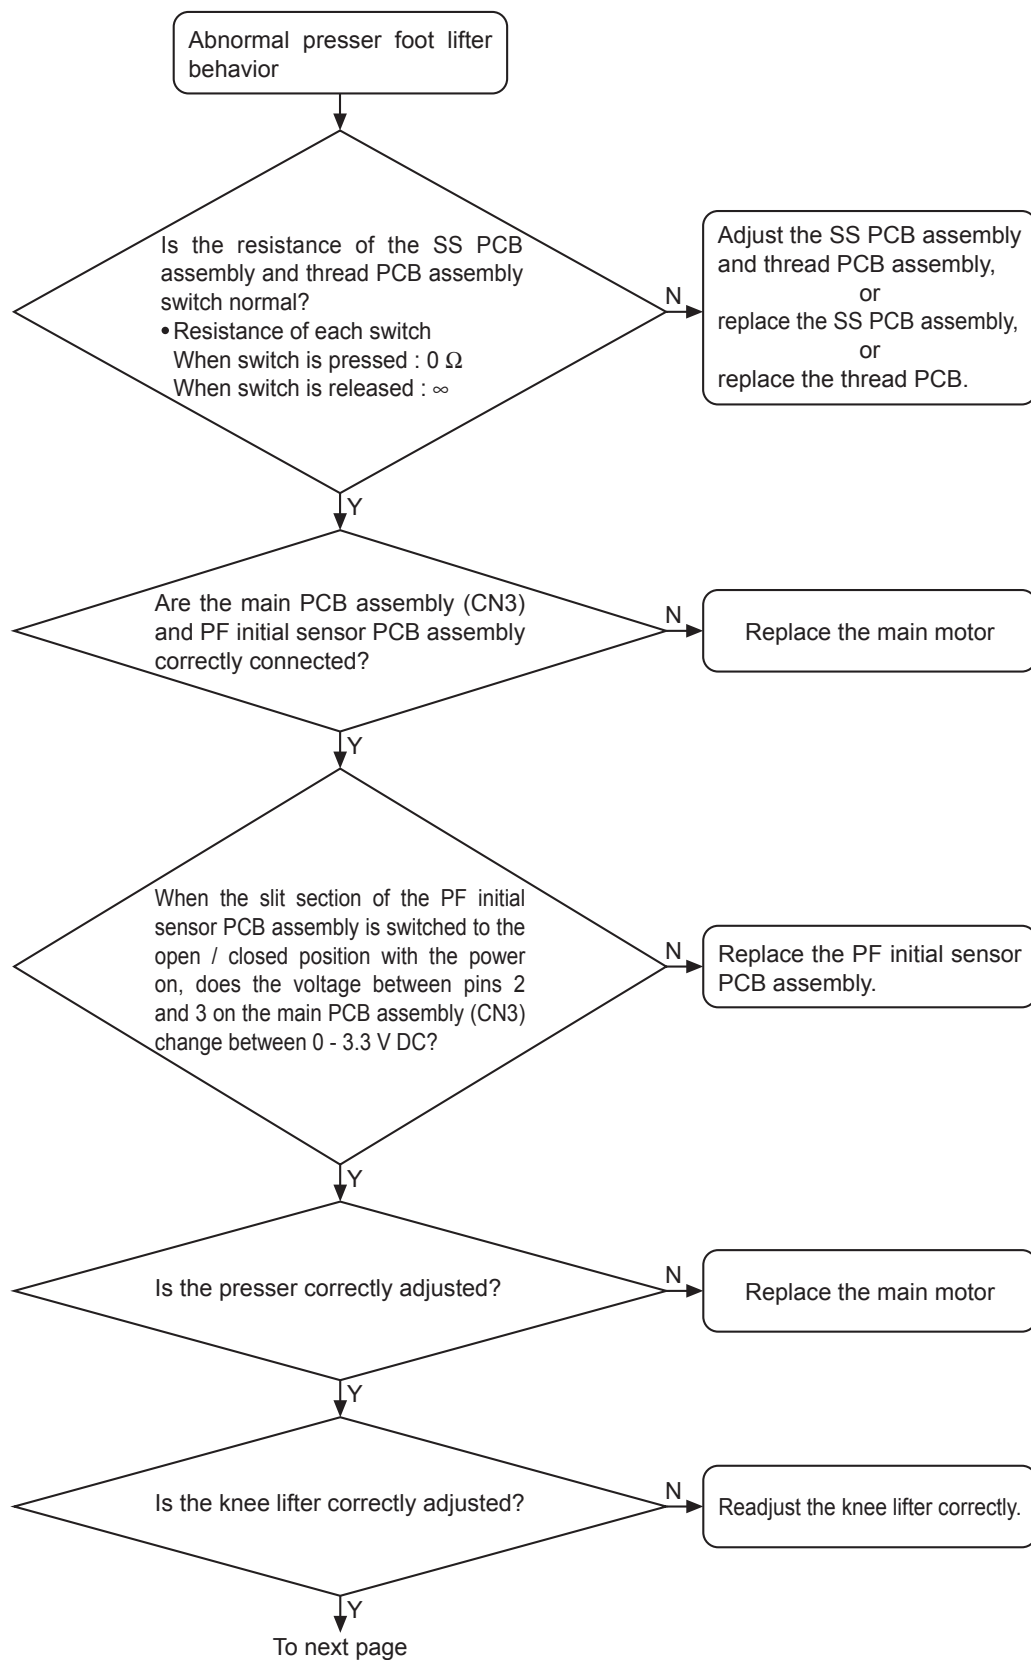 Abnormal presser foot lifter
behavior
Is the resistance of the SS PCB
assembly and thread PCB assembly
switch normal?
• Resistance of each switch
When switch is pressed : 0 Ω
When switch is released : ∞
N
Adjust the SS PCB assembly
and thread PCB assembly,
or
replace the SS PCB assembly,
or
replace the thread PCB.
Y
Are the main PCB assembly (CN3)
and PF initial sensor PCB assembly
correctly connected?
N
Replace the main motor
Y
When the slit section of the PF initial
sensor PCB assembly is switched to the
open / closed position with the power
on, does the voltage between pins 2
and 3 on the main PCB assembly (CN3)
change between 0 - 3.3 V DC?
N
Replace the PF initial sensor
PCB assembly.
Y
Is the presser correctly adjusted?
N
Replace the main motor
Y
Is the knee lifter correctly adjusted?
N
Readjust the knee lifter correctly.
Y
To next page